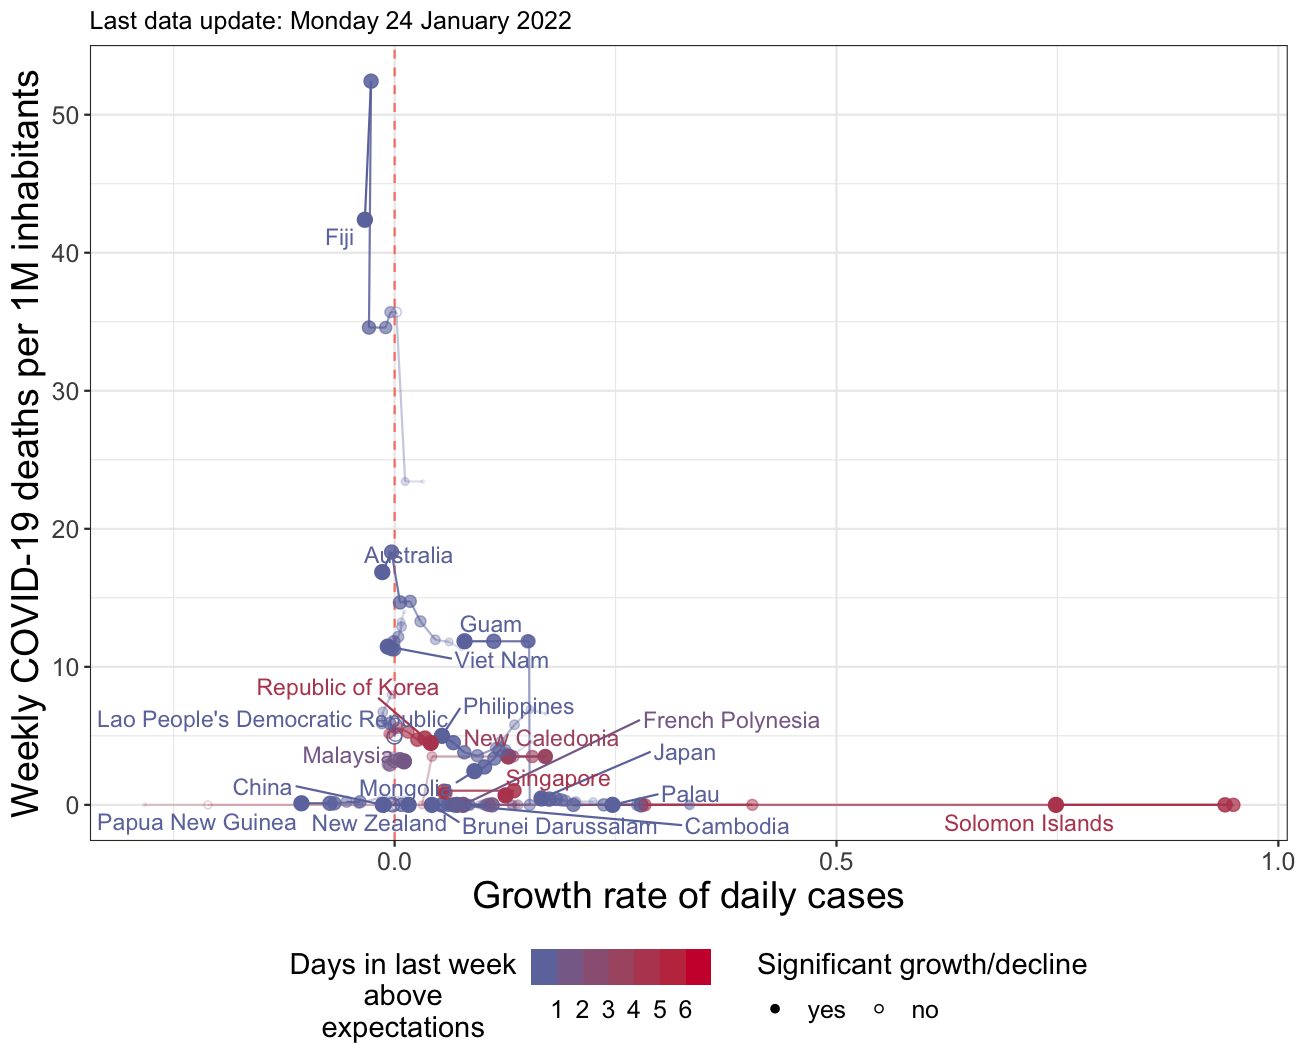 Last data update: Monday 24 January 2022
Weekly COVID-19 deaths per 1M inhabitants
50
40
30
20
10
0
Fiji
Australia
Guam
Viet Nam
Republic of Korea
Philippines
Lao People's Democratic Republic
French Polynesia
New Caledonia
Malaysia
Japan
Singapore
China
Mongolia
Palau
Papua New Guinea
New Zealand
Brunei Darussalam
Cambodia
Solomon Islands
0.0
0.5
1.0
Growth rate of daily cases
Days in last week
above
expectations
1 2 3 4 5 6
Significant growth/decline
yes
no